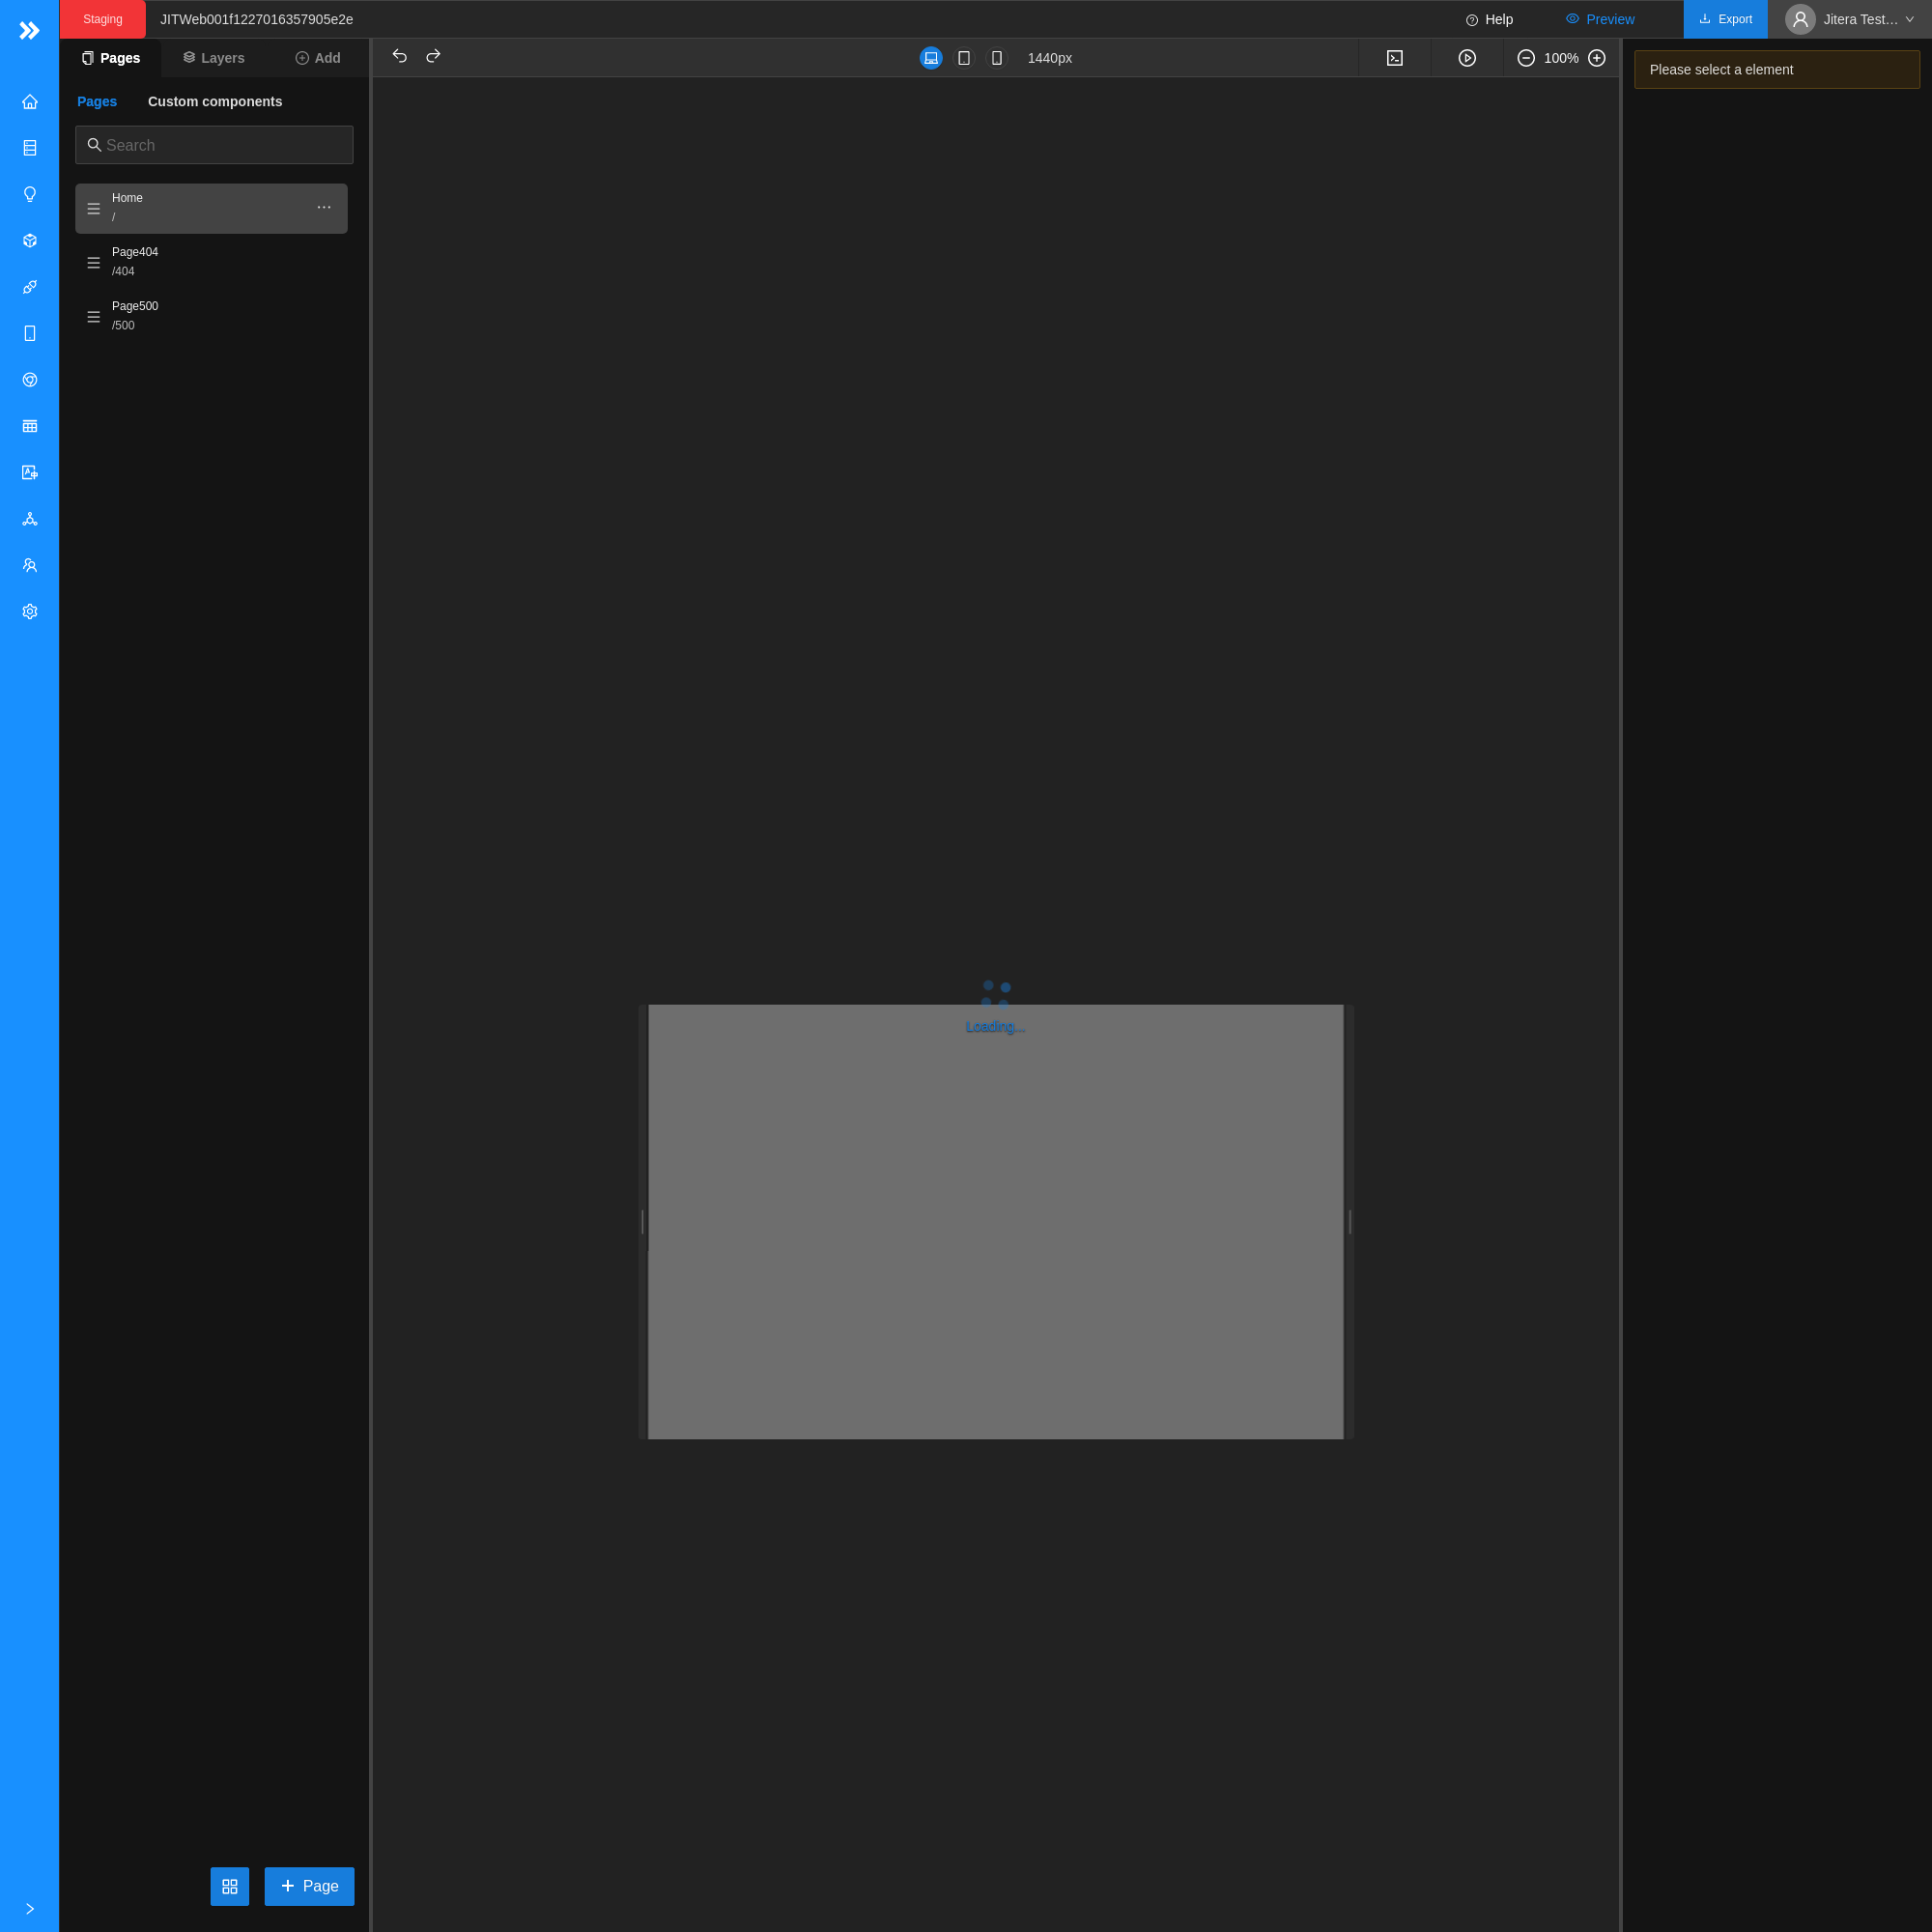 Staging
JITWeb001f1227016357905e2e
Help
Preview
Export
Jitera Test...
Pages
Layers
Add
1440px
100%
Please select a element
Pages
Custom components
Search
Home
/
Page404
/404
Page500
/500
Loading...
Page